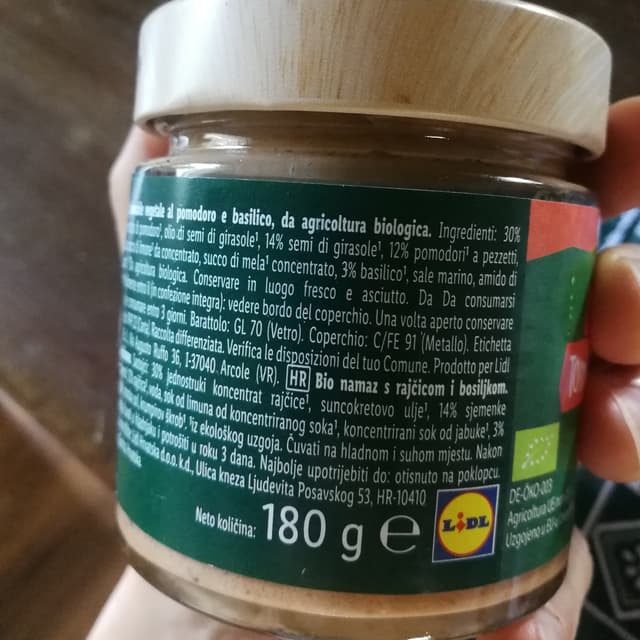 vegetale al pomodoro e basilico, da agricoltura biologica. Ingredienti: 30%
pomodoro¹, olio di semi di girasole¹, 14% semi di girasole¹, 12% pomodori¹ a pezzetti,
da concentrato, succo di mela¹ concentrato, 3% basilico¹, sale marino, amido di
biologica. Conservare in luogo fresco e asciutto. Da Da consumarsi
(in confezione integra): vedere bordo del coperchio. Una volta aperto conservare
entro 3 giorni. Barattolo: GL 70 (Vetro). Coperchio: C/FE 91 (Metallo). Etichetta
Raccolta differenziata. Verifica le disposizioni del tuo Comune. Prodotto per Lidl
Ruffo 36, I-37040 Arcole (VR). HR Bio namaz s rajčicom i bosiljkom.
30% jednostruki koncentrat rajčice¹, suncokretovo ulje¹, 14% sjemenke
sok od limuna od koncentriranog soka¹, koncentrirani sok od jabuke¹, 3%
škrob¹. ¹Iz ekološkog uzgoja. Čuvati na hladnom i suhom mjestu. Nakon
i potrošiti u roku 3 dana. Najbolje upotrijebiti do: otisnuto na poklopcu.
d.o.o. k.d., Ulica kneza Ljudevita Posavskog 53, HR-10410
Neto količina: 180 g e
LIDL
DE-ÖKO-003
Agricoltura
Uzgojeno u